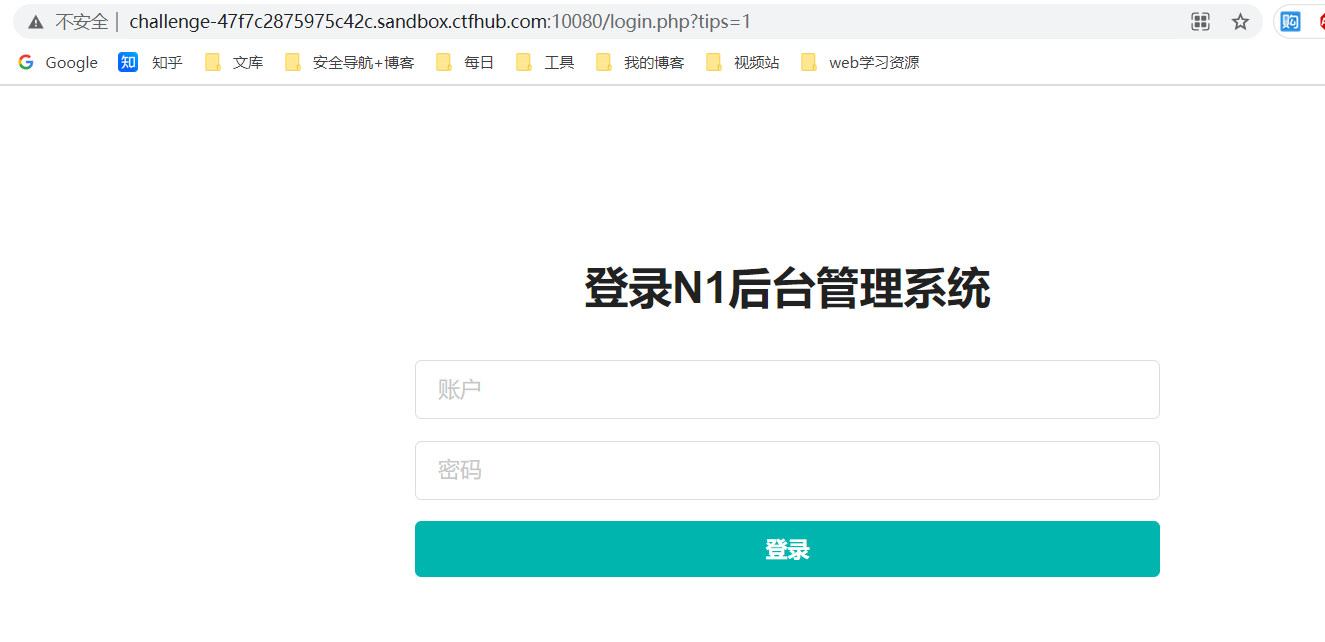 不安全 | challenge-47f7c2875975c42c.sandbox.ctfhub.com:10080/login.php?tips=1 购
G Google 知 知乎 文库 安全导航+博客 每日 工具 我的博客 视频站 web学习资源
登录N1后台管理系统
账户
密码
登录